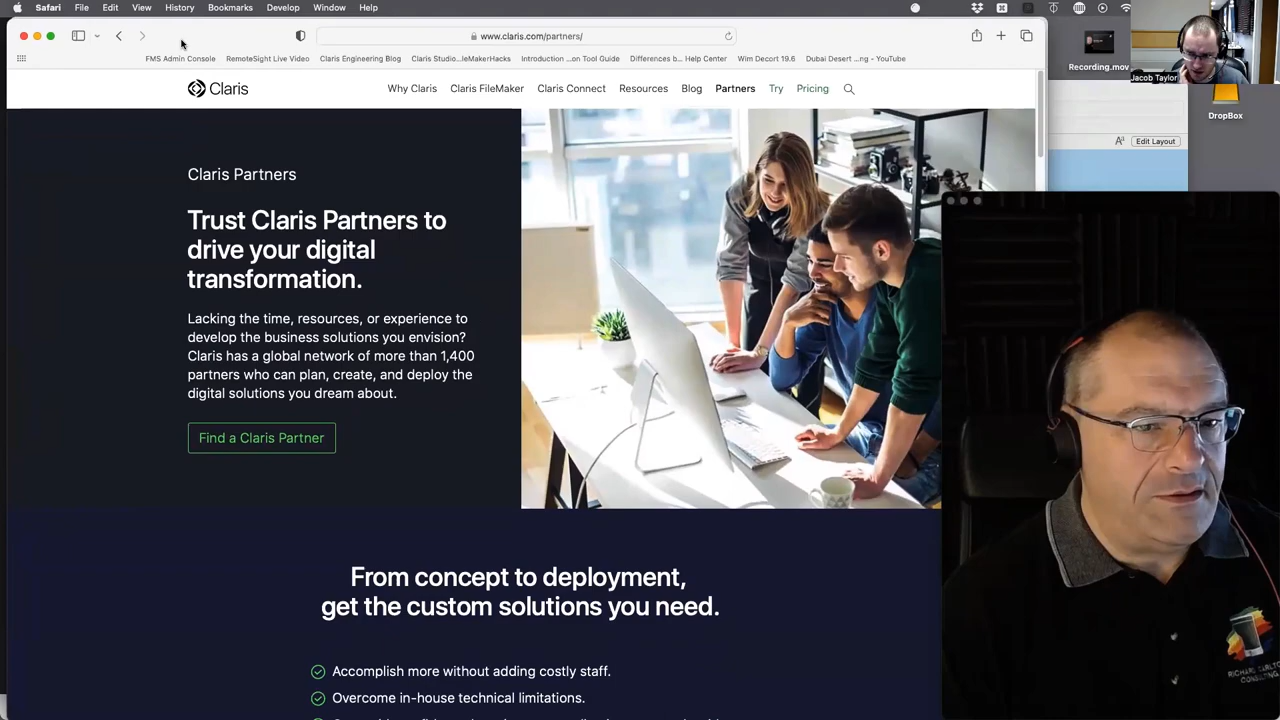 Safari File Edit View History Bookmarks Develop Window Help
www.claris.com/partners/
FMS Admin Console RemoteSight Live Video Claris Engineering Blog Claris Studio...leMakerHacks Introduction ...on Tool Guide Differences b... Help Center Wim Decort 19.6 Dubai Desert ...ng - YouTube
Recording.mov
Jacob Taylor
DropBox
Edit Layout
Claris
Why Claris Claris FileMaker Claris Connect Resources Blog Partners Try Pricing
Claris Partners
Trust Claris Partners to
drive your digital
transformation.
Lacking the time, resources, or experience to
develop the business solutions you envision?
Claris has a global network of more than 1,400
partners who can plan, create, and deploy the
digital solutions you dream about.
Find a Claris Partner
From concept to deployment,
get the custom solutions you need.
Accomplish more without adding costly staff.
Overcome in-house technical limitations.
RICHARD CARLTON
CONSULTING